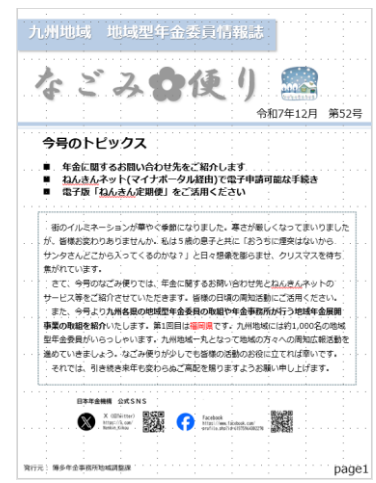 九州地域　地域型年金委員情報誌
なごみ✿便り
令和7年12月　第52号
今号のトピックス
■　年金に関するお問い合わせ先をご紹介します
■　ねんきんネット(マイナポータル経由)で電子申請可能な手続き
■　電子版「ねんきん定期便」をご活用ください
街のイルミネーションが華やぐ季節になりました。寒さが厳しくなってまいりました
が、皆様お変わりありませんか。私は5歳の息子と共に「おうちに煙突はないから
サンタさんどこから入ってくるのかな？」と日々想像を膨らませ、クリスマスを待ち
焦がれています。
さて、今号のなごみ便りでは、年金に関するお問い合わせ先とねんきんネットの
サービス等をご紹介させていただきます。皆様の日頃の周知活動にご活用ください。
また、今号より九州各県の地域型年金委員の取組や年金事務所が行う地域年金展開
事業の取組を紹介いたします。第1回目は福岡県です。九州地域には約1,000名の地域
型年金委員がいらっしゃいます。九州地域一丸となって地域の方々への周知広報活動を
進めていきましょう。なごみ便りが少しでも皆様の活動のお役に立てれば幸いです。
それでは、引き続き来年も変わらぬご高配を賜りますようお願い申し上げます。
日本年金機構　公式SNS
X（旧Twitter）
https://x.com/
Nenkin_Kikou
Facebook
発行元：博多年金事務所地域調整課
page1